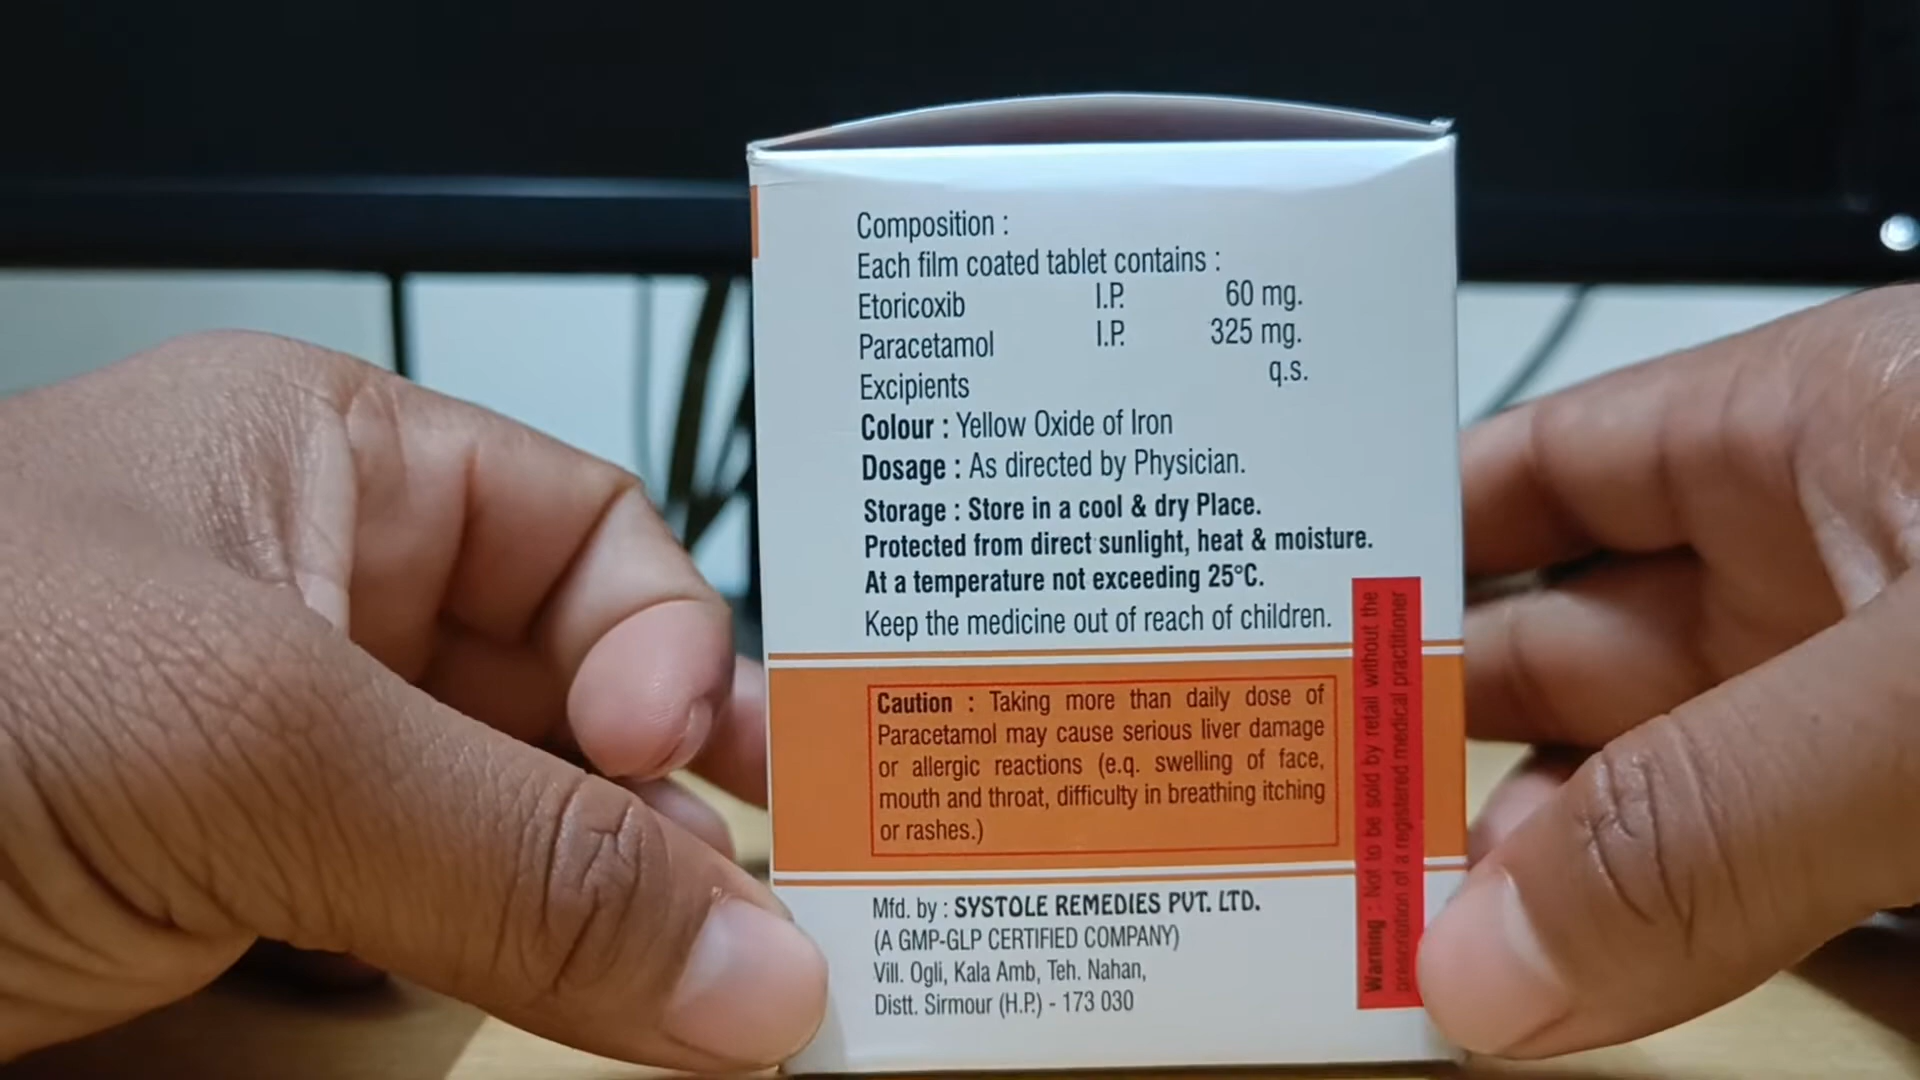 Composition :
Each film coated tablet contains :
Etoricoxib I.P. 60 mg.
Paracetamol I.P. 325 mg.
Excipients q.s.
Colour : Yellow Oxide of Iron
Dosage : As directed by Physician.
Storage : Store in a cool & dry Place.
Protected from direct sunlight, heat & moisture.
At a temperature not exceeding 25°C.
Keep the medicine out of reach of children.
Caution : Taking more than daily dose of
Paracetamol may cause serious liver damage
or allergic reactions (e.q. swelling of face,
mouth and throat, difficulty in breathing itching
or rashes.)
Mfd. by : SYSTOLE REMEDIES PVT. LTD.
(A GMP-GLP CERTIFIED COMPANY)
Vill. Ogli, Kala Amb, Teh. Nahan,
Distt. Sirmour (H.P.) - 173 030
Warning : Not to be sold by retail without the
prescription of a registered medical practitioner